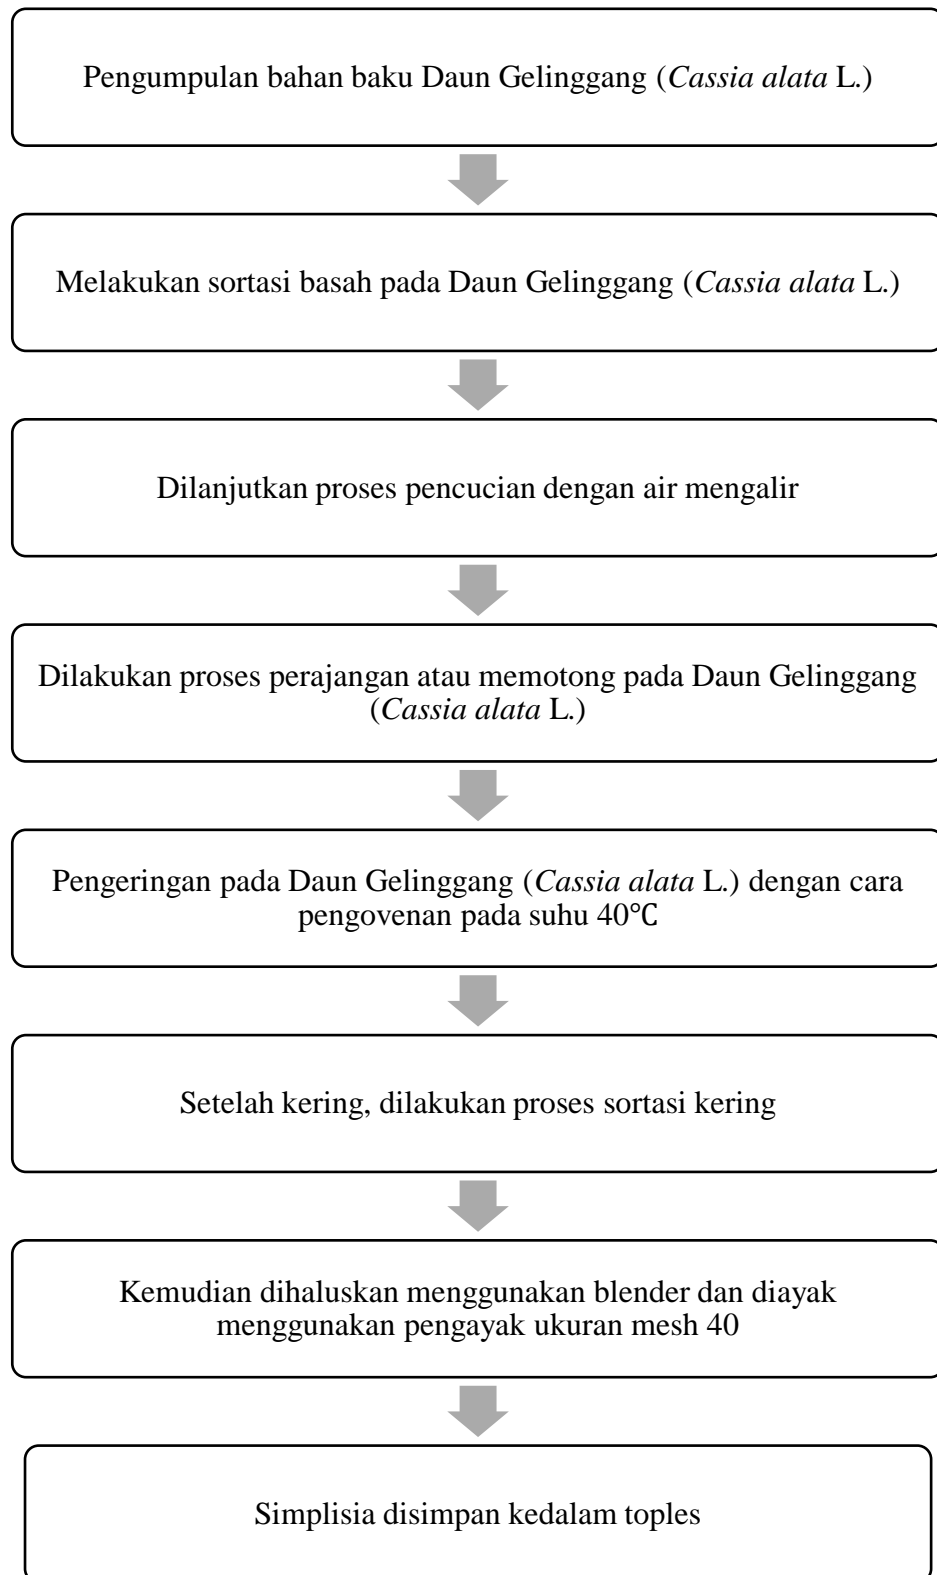 Pengumpulan bahan baku Daun Gelinggang (Cassia alata L.)
Melakukan sortasi basah pada Daun Gelinggang (Cassia alata L.)
Dilanjutkan proses pencucian dengan air mengalir
Dilakukan proses perajangan atau memotong pada Daun Gelinggang
(Cassia alata L.)
Pengeringan pada Daun Gelinggang (Cassia alata L.) dengan cara
pengovenan pada suhu 40℃
Setelah kering, dilakukan proses sortasi kering
Kemudian dihaluskan menggunakan blender dan diayak
menggunakan pengayak ukuran mesh 40
Simplisia disimpan kedalam toples